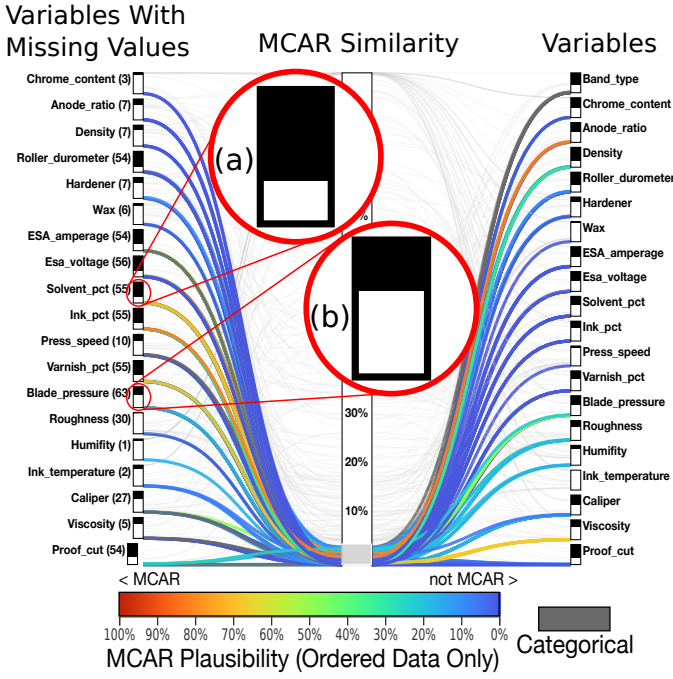 Variables With
Missing Values
MCAR Similarity
Variables
Chrome_content (3)
Anode_ratio (7)
Density (7)
Roller_durometer (54)
Hardener (7)
Wax (6)
ESA_amperage (54)
Esa_voltage (56)
Solvent_pct (55)
Ink_pct (55)
Press_speed (10)
Varnish_pct (55)
Blade_pressure (63)
Roughness (30)
Humifity (1)
Ink_temperature (2)
Caliper (27)
Viscosity (5)
Proof_cut (54)
(a)
(b)
%
30%
20%
10%
Band_type
Chrome_content
Anode_ratio
Density
Roller_durometer
Hardener
Wax
ESA_amperage
Esa_voltage
Solvent_pct
Ink_pct
Press_speed
Varnish_pct
Blade_pressure
Roughness
Humifity
Ink_temperature
Caliper
Viscosity
Proof_cut
< MCAR
not MCAR >
100% 90% 80% 70% 60% 50% 40% 30% 20% 10% 0%
MCAR Plausibility (Ordered Data Only)
Categorical